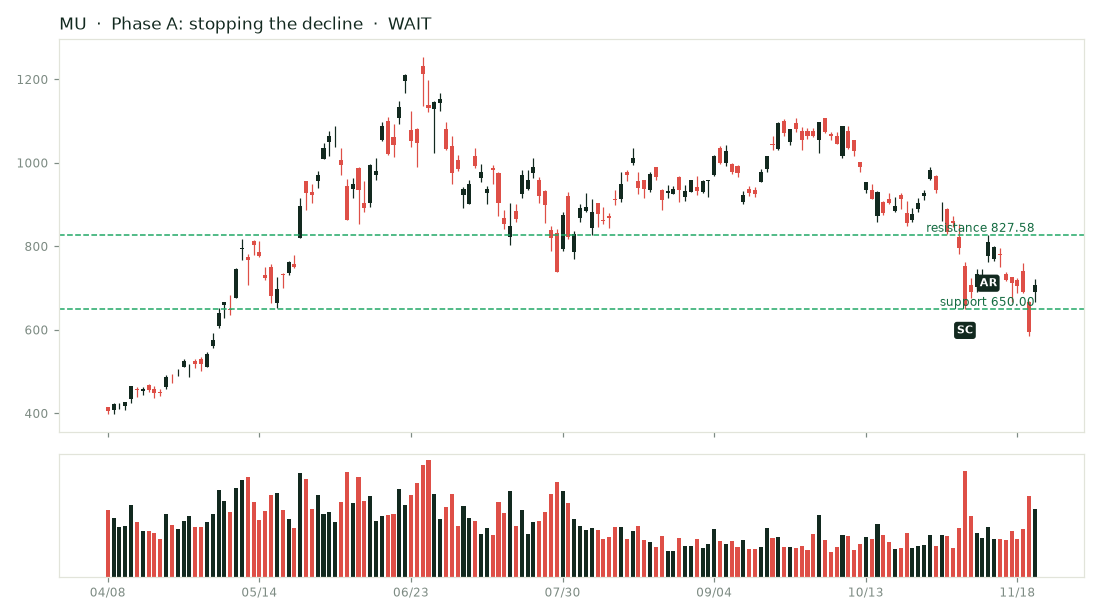 MU · Phase A: stopping the decline · WAIT
1200
1000
800
600
400
resistance 827.58
AR
support 650.00
SC
04/08
05/14
06/23
07/30
09/04
10/13
11/18